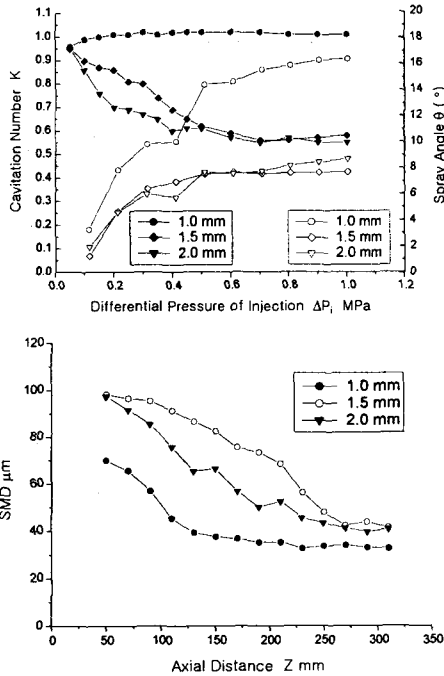 1.1
1.0
0.9
0.8
0.7
0.6
0.5
0.4
0.3
0.2
0.1
0.0
Cavitation Number K
20
18
16
14
12
10
8
6
4
2
0
Spray Angle θ ( ° )
1.0 mm
1.5 mm
2.0 mm
1.0 mm
1.5 mm
2.0 mm
0.0 0.2 0.4 0.6 0.8 1.0 1.2
Differential Pressure of Injection ΔPi MPa
120
100
80
60
40
20
0
SMD μm
1.0 mm
1.5 mm
2.0 mm
0 50 100 150 200 250 300 350
Axial Distance Z mm